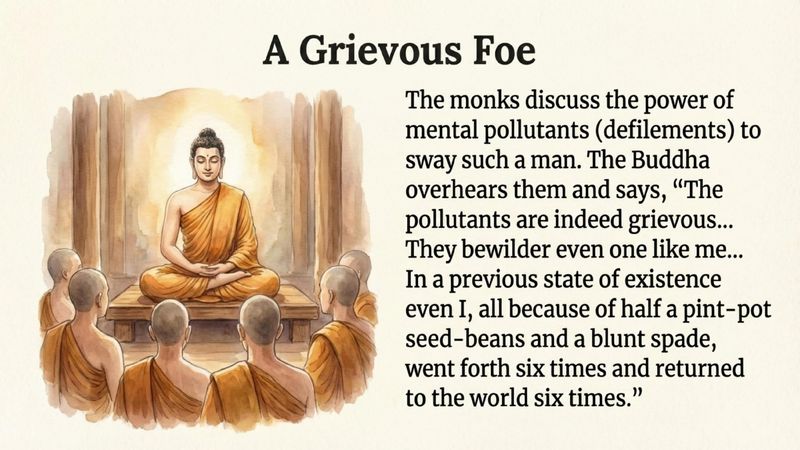 A Grievous Foe
The monks discuss the power of
mental pollutants (defilements) to
sway such a man. The Buddha
overhears them and says, “The
pollutants are indeed grievous...
They bewilder even one like me...
In a previous state of existence
even I, all because of half a pint-pot
seed-beans and a blunt spade,
went forth six times and returned
to the world six times.”